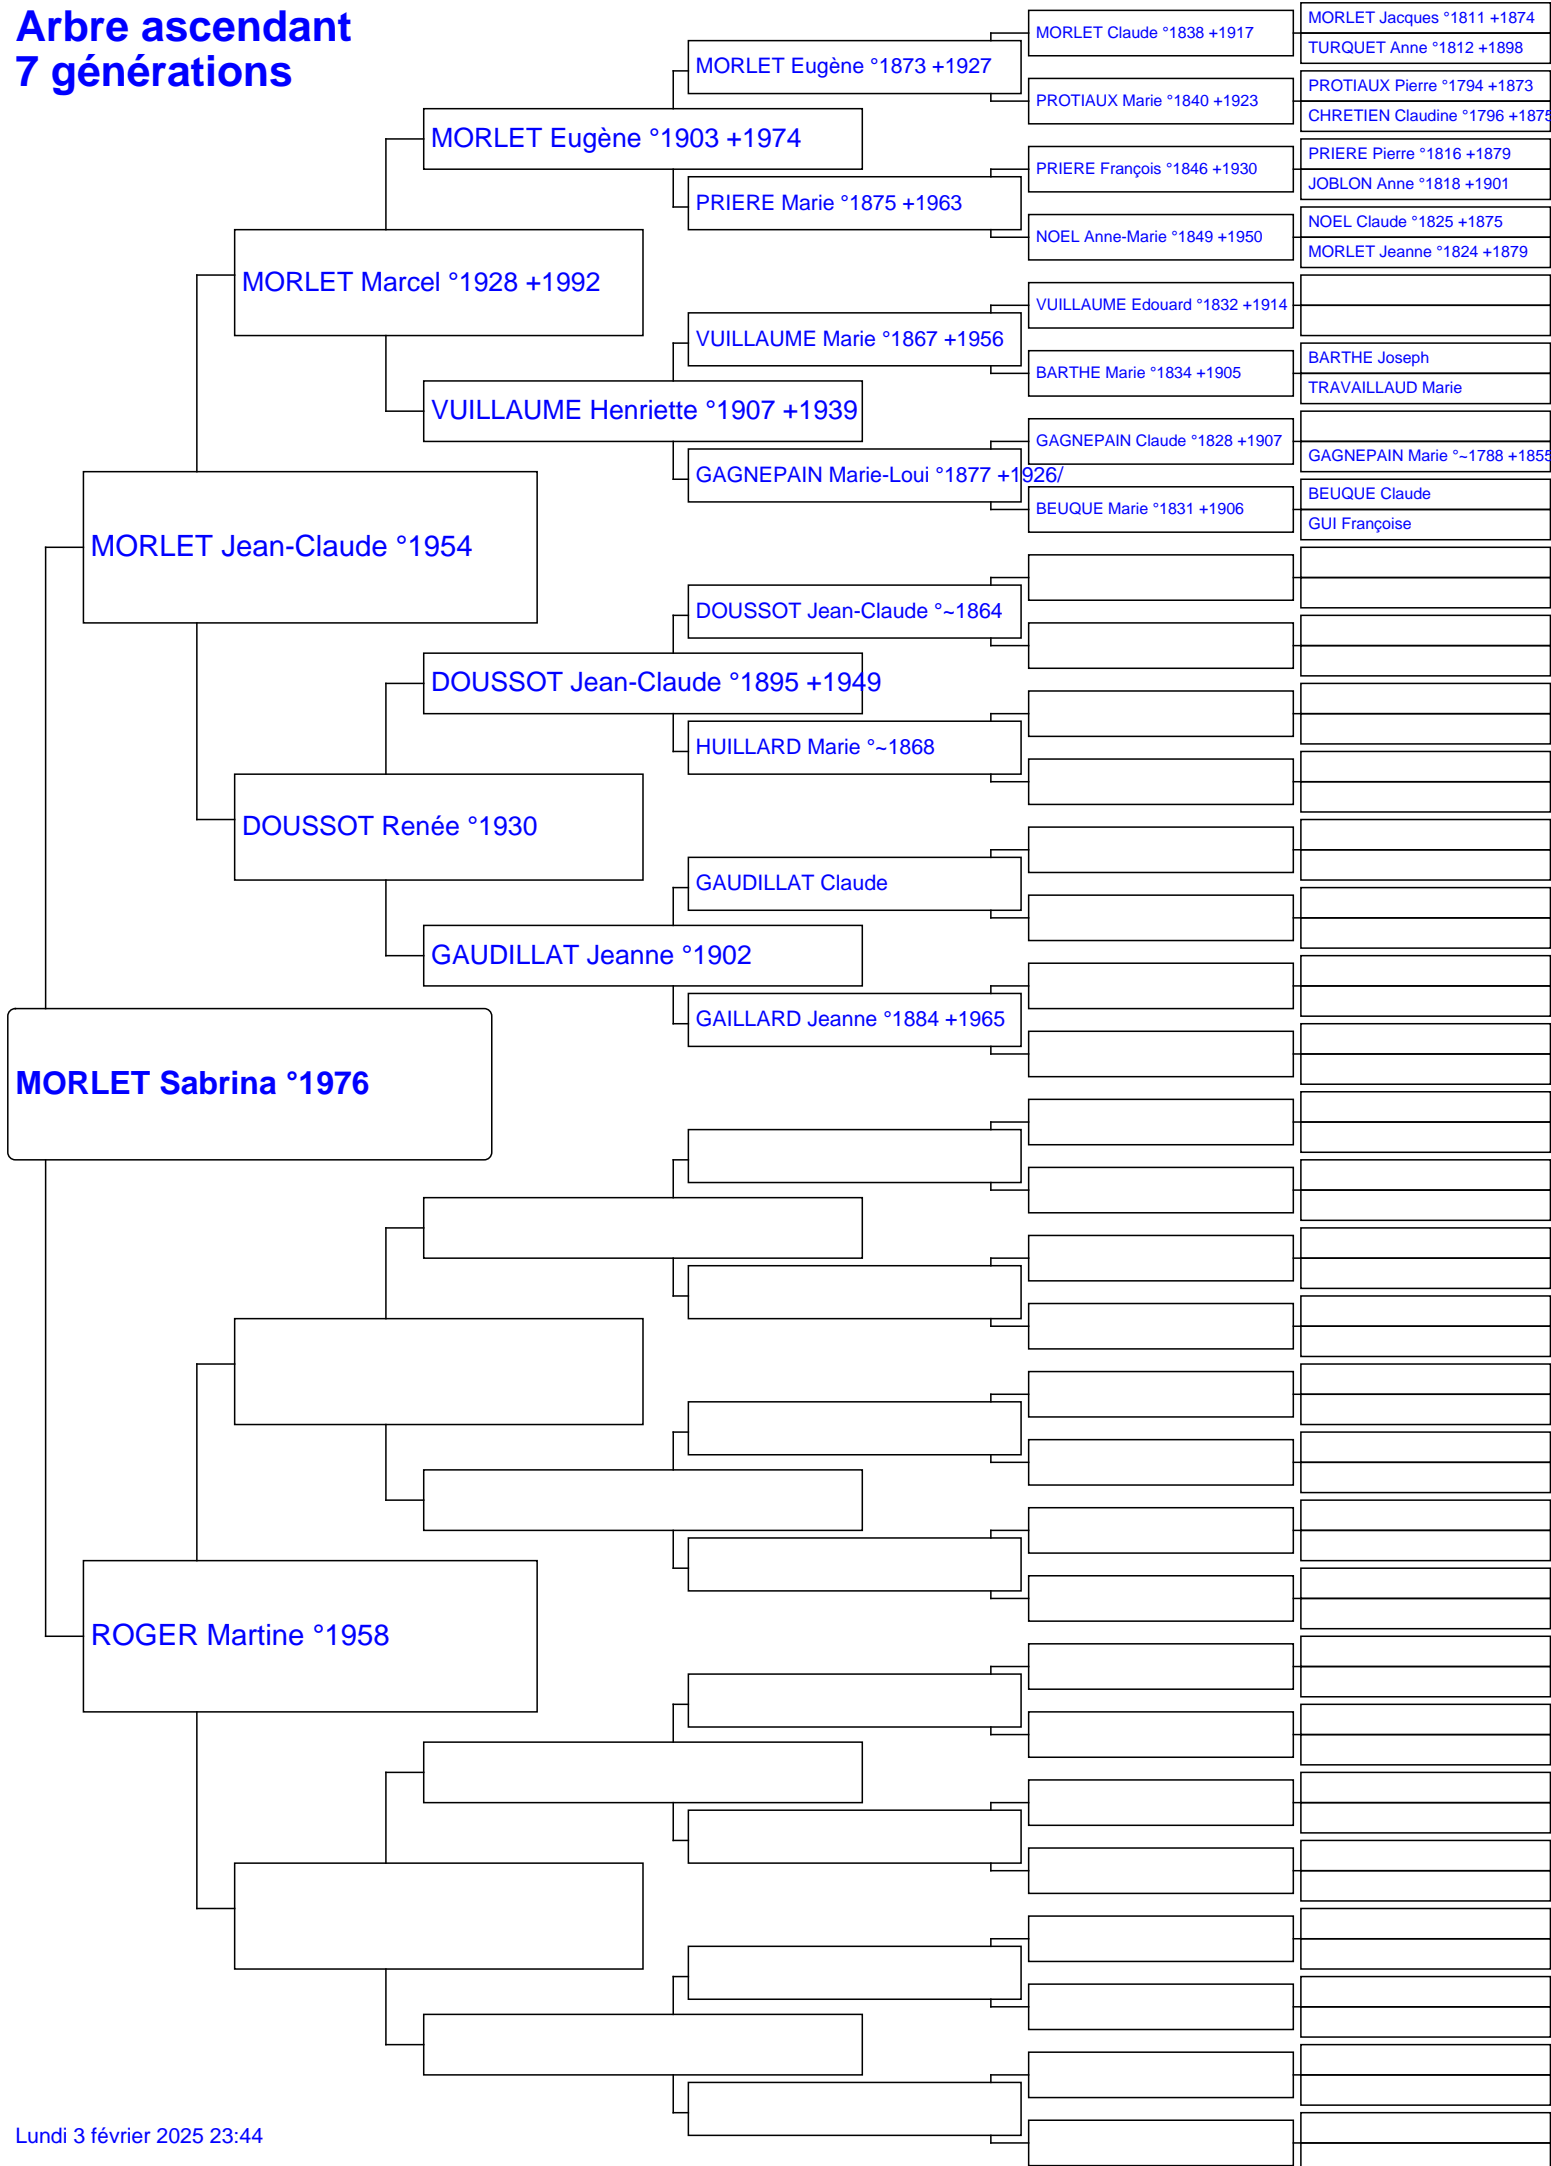 Arbre ascendant
7 générations
MORLET Jacques °1811 +1874
MORLET Claude °1838 +1917
TURQUET Anne °1812 +1898
MORLET Eugène °1873 +1927
PROTIAUX Pierre °1794 +1873
PROTIAUX Marie °1840 +1923
CHRETIEN Claudine °1796 +1875
MORLET Eugène °1903 +1974
PRIERE Pierre °1816 +1879
PRIERE François °1846 +1930
JOBLON Anne °1818 +1901
PRIERE Marie °1875 +1963
NOEL Claude °1825 +1875
NOEL Anne-Marie °1849 +1950
MORLET Jeanne °1824 +1879
MORLET Marcel °1928 +1992
VUILLAUME Edouard °1832 +1914
VUILLAUME Marie °1867 +1956
BARTHE Joseph
BARTHE Marie °1834 +1905
TRAVAILLAUD Marie
VUILLAUME Henriette °1907 +1939
GAGNEPAIN Claude °1828 +1907
GAGNEPAIN Marie °~1788 +1855
GAGNEPAIN Marie-Loui °1877 +1926/
BEUQUE Claude
BEUQUE Marie °1831 +1906
GUI Françoise
MORLET Jean-Claude °1954
DOUSSOT Jean-Claude °~1864
DOUSSOT Jean-Claude °1895 +1949
HUILLARD Marie °~1868
DOUSSOT Renée °1930
GAUDILLAT Claude
GAUDILLAT Jeanne °1902
GAILLARD Jeanne °1884 +1965
MORLET Sabrina °1976
ROGER Martine °1958
Lundi 3 février 2025 23:44